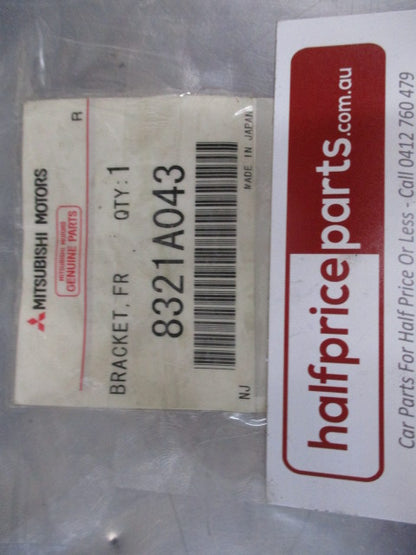 MITSUBISHI MOTORS
MITSUBISHI MOTORS
GENUINE PARTS
R
BRACKET, FR QTY:1
8321A043
NJ
MADE IN JAPAN
halfpriceparts.com.au
Car Parts For Half Price Or Less - Call 0412 760 479